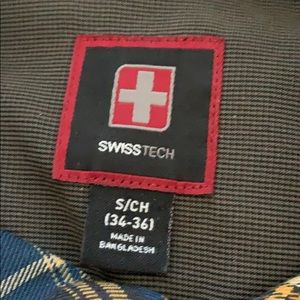 SWISSTECH
S/CH
(34-36)
MADE IN
BANGLADESH